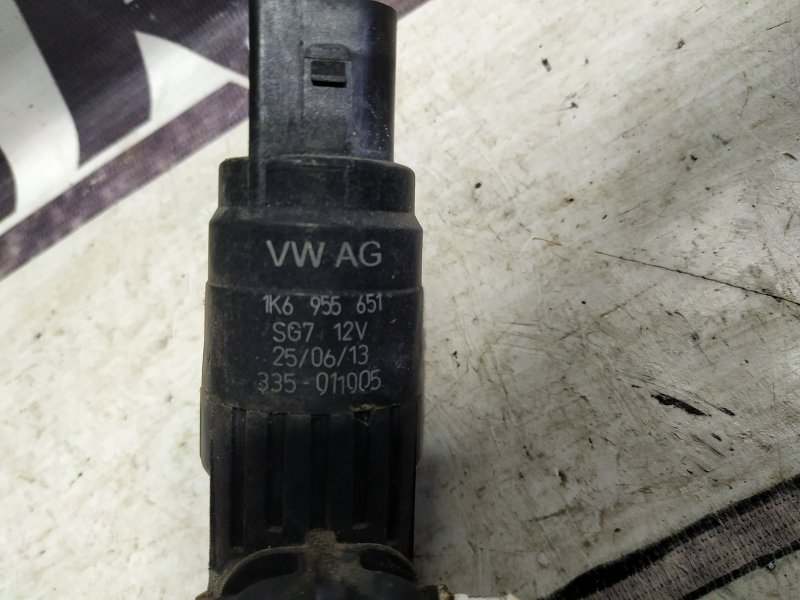 VW AG
1K6 955 651
SG7 12V
25/06/13
335-011005